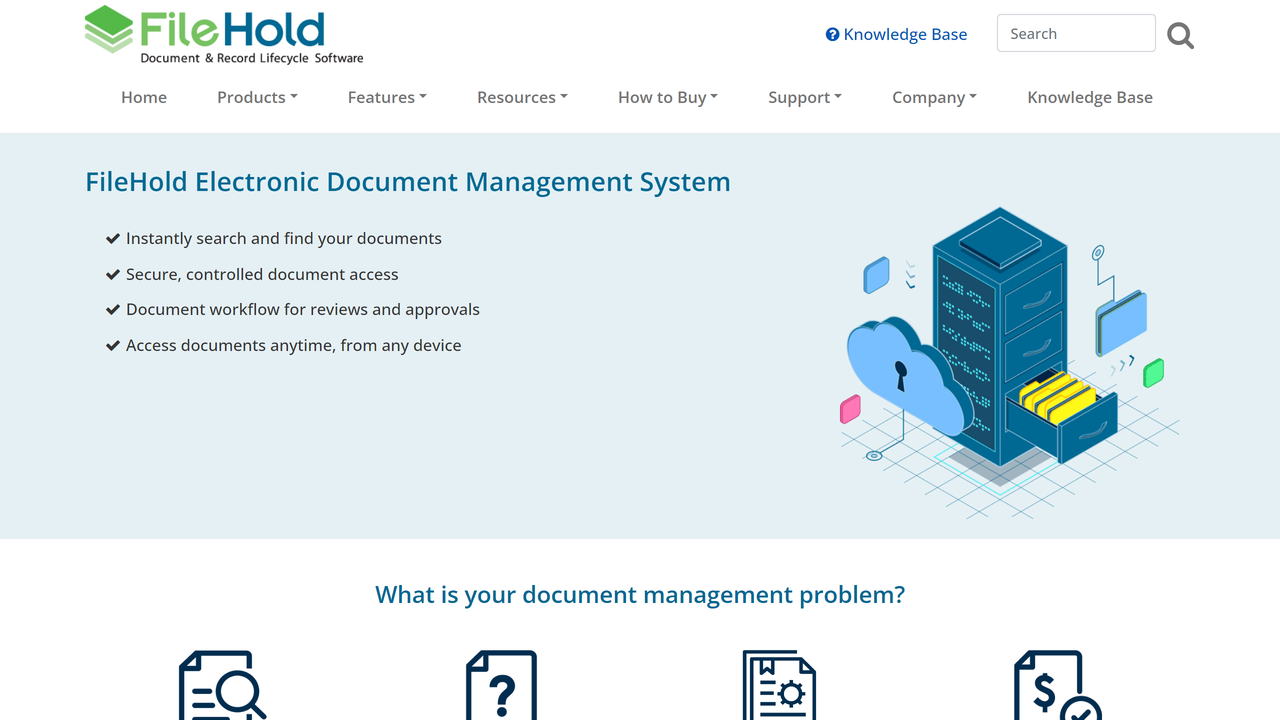 FileHold
Document & Record Lifecycle Software
Knowledge Base
Search
Home Products Features Resources How to Buy Support Company Knowledge Base
FileHold Electronic Document Management System
Instantly search and find your documents
Secure, controlled document access
Document workflow for reviews and approvals
Access documents anytime, from any device
What is your document management problem?
?
$